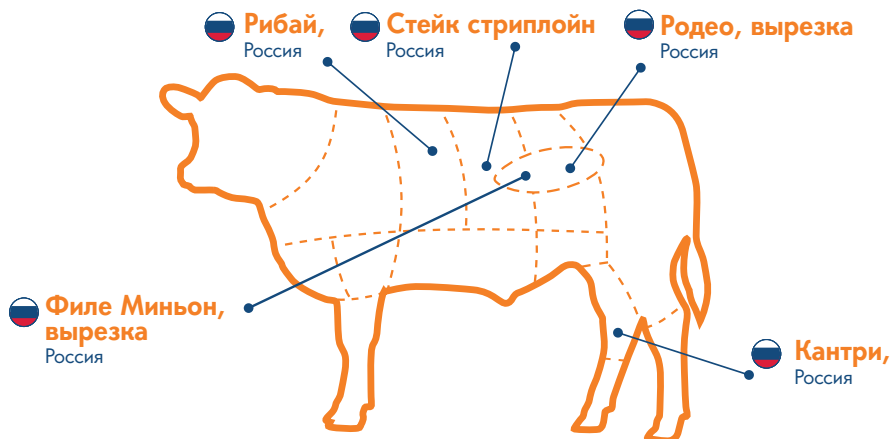 Рибай,
Россия
Стейк стриплойн
Россия
Родео, вырезка
Россия
Филе Миньон,
вырезка
Россия
Кантри,
Россия